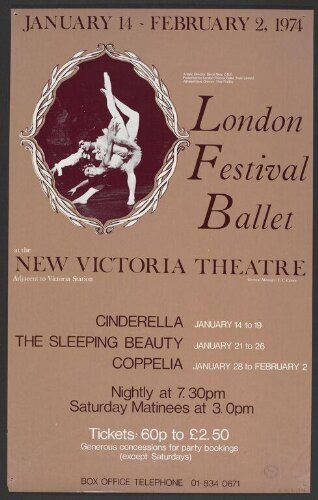 JANUARY 14 - FEBRUARY 2, 1974
London
Festival
Ballet
at the
NEW VICTORIA THEATRE
Adjacent to Victoria Station
CINDERELLA JANUARY 14 to 19
THE SLEEPING BEAUTY JANUARY 21 to 26
COPPELIA JANUARY 28 to FEBRUARY 2
Nightly at 7.30pm
Saturday Matinees at 3.0pm
Tickets: 60p to £2.50
Generous concessions for party bookings
(except Saturdays)
BOX OFFICE TELEPHONE 01-834 0671